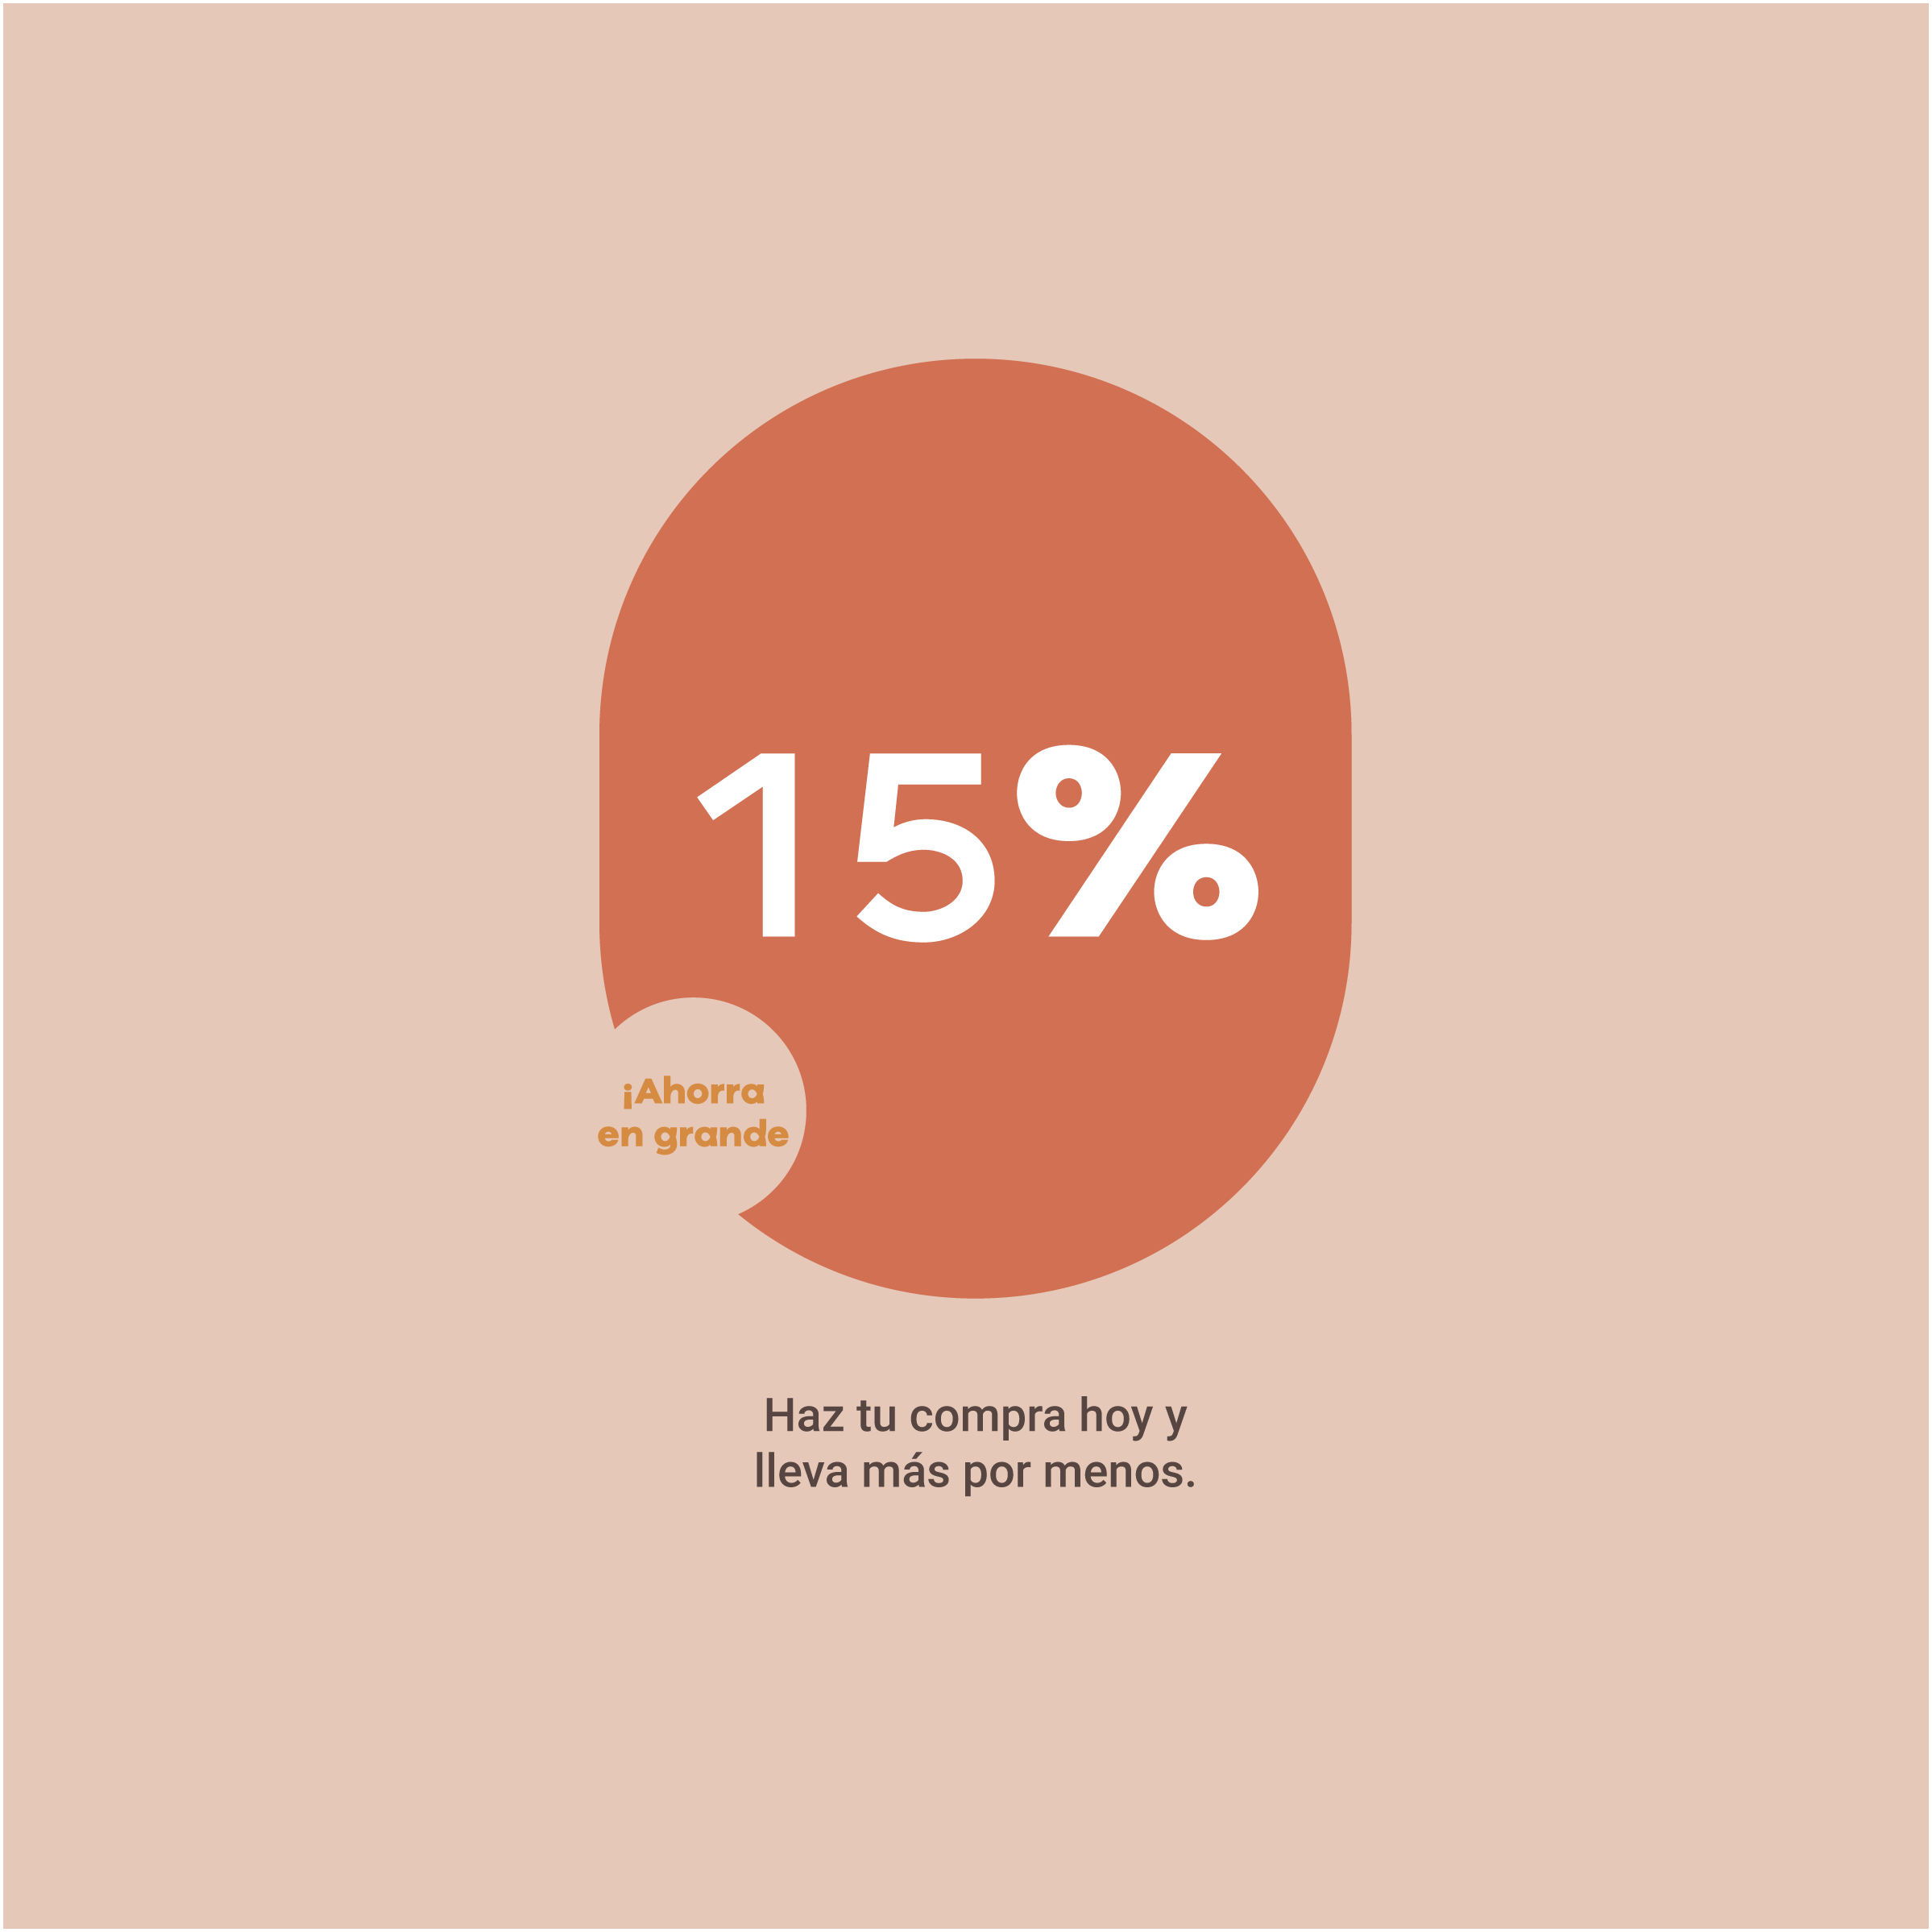 15%
¡Ahorra
en grande
Haz tu compra hoy y
lleva más por menos.